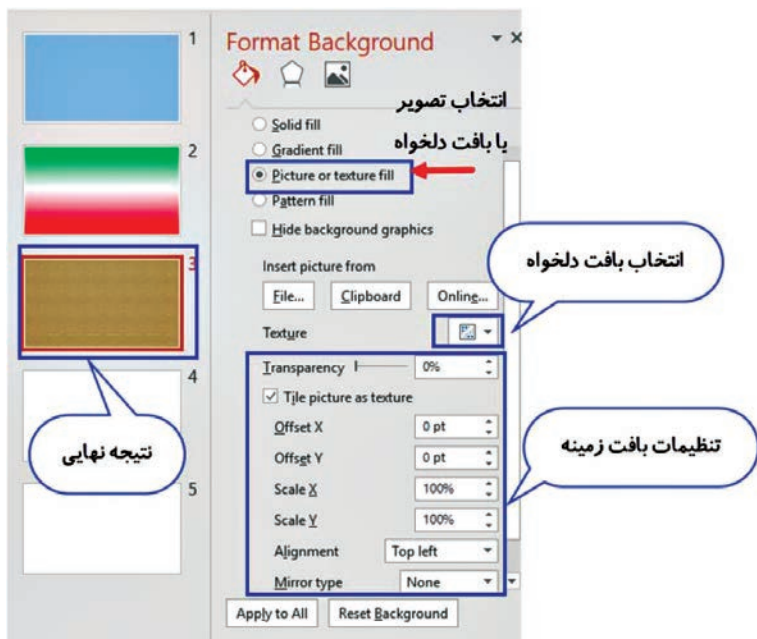 1
2
3
4
5
Format Background
انتخاب تصویر
یا بافت دلخواه
Solid fill
Gradient fill
Picture or texture fill
Pattern fill
Hide background graphics
Insert picture from
File... Clipboard Online...
Texture
انتخاب بافت دلخواه
Transparency 0%
Tile picture as texture
Offset X 0 pt
Offset Y 0 pt
Scale X 100%
Scale Y 100%
Alignment Top left
Mirror type None
تنظیمات بافت زمینه
نتیجه نهایی
Apply to All Reset Background